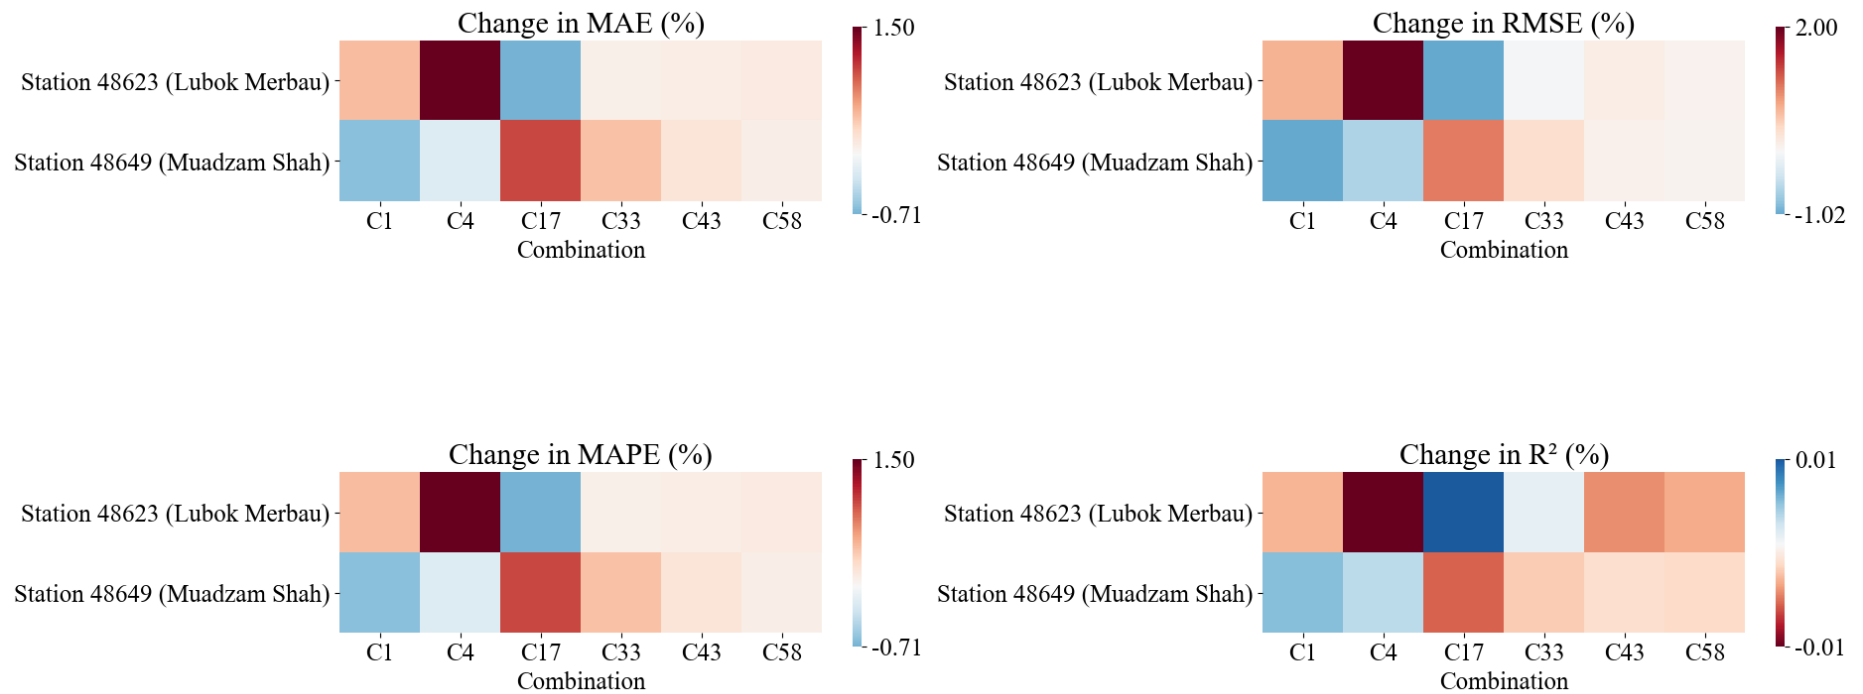 Change in MAE (%)
1.50
Station 48623 (Lubok Merbau)
Station 48649 (Muadzam Shah)
-0.71
C1 C4 C17 C33 C43 C58
Combination
Change in RMSE (%)
2.00
Station 48623 (Lubok Merbau)
Station 48649 (Muadzam Shah)
-1.02
C1 C4 C17 C33 C43 C58
Combination
Change in MAPE (%)
1.50
Station 48623 (Lubok Merbau)
Station 48649 (Muadzam Shah)
-0.71
C1 C4 C17 C33 C43 C58
Combination
Change in R² (%)
0.01
Station 48623 (Lubok Merbau)
Station 48649 (Muadzam Shah)
-0.01
C1 C4 C17 C33 C43 C58
Combination